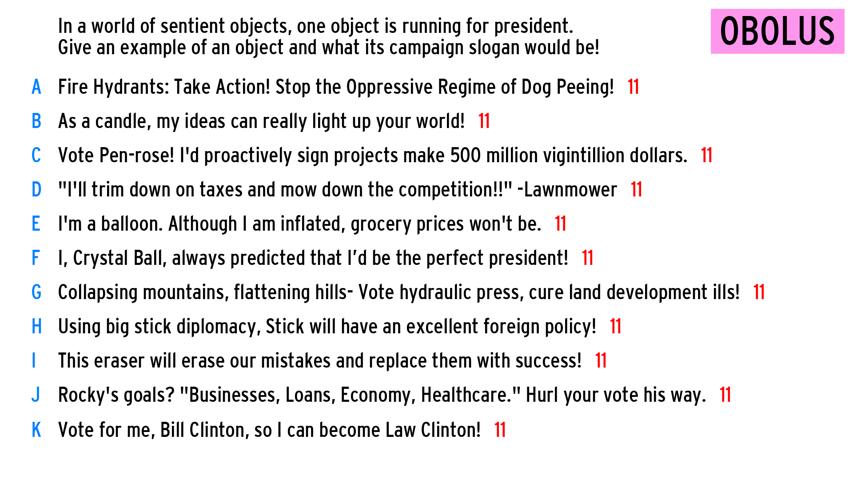 In a world of sentient objects, one object is running for president.
Give an example of an object and what its campaign slogan would be!
OBOLUS
A Fire Hydrants: Take Action! Stop the Oppressive Regime of Dog Peeing! 11
B As a candle, my ideas can really light up your world! 11
C Vote Pen-rose! I'd proactively sign projects make 500 million vigintillion dollars. 11
D "I'll trim down on taxes and mow down the competition!!" -Lawnmower 11
E I'm a balloon. Although I am inflated, grocery prices won't be. 11
F I, Crystal Ball, always predicted that I’d be the perfect president! 11
G Collapsing mountains, flattening hills- Vote hydraulic press, cure land development ills! 11
H Using big stick diplomacy, Stick will have an excellent foreign policy! 11
I This eraser will erase our mistakes and replace them with success! 11
J Rocky's goals? "Businesses, Loans, Economy, Healthcare." Hurl your vote his way. 11
K Vote for me, Bill Clinton, so I can become Law Clinton! 11